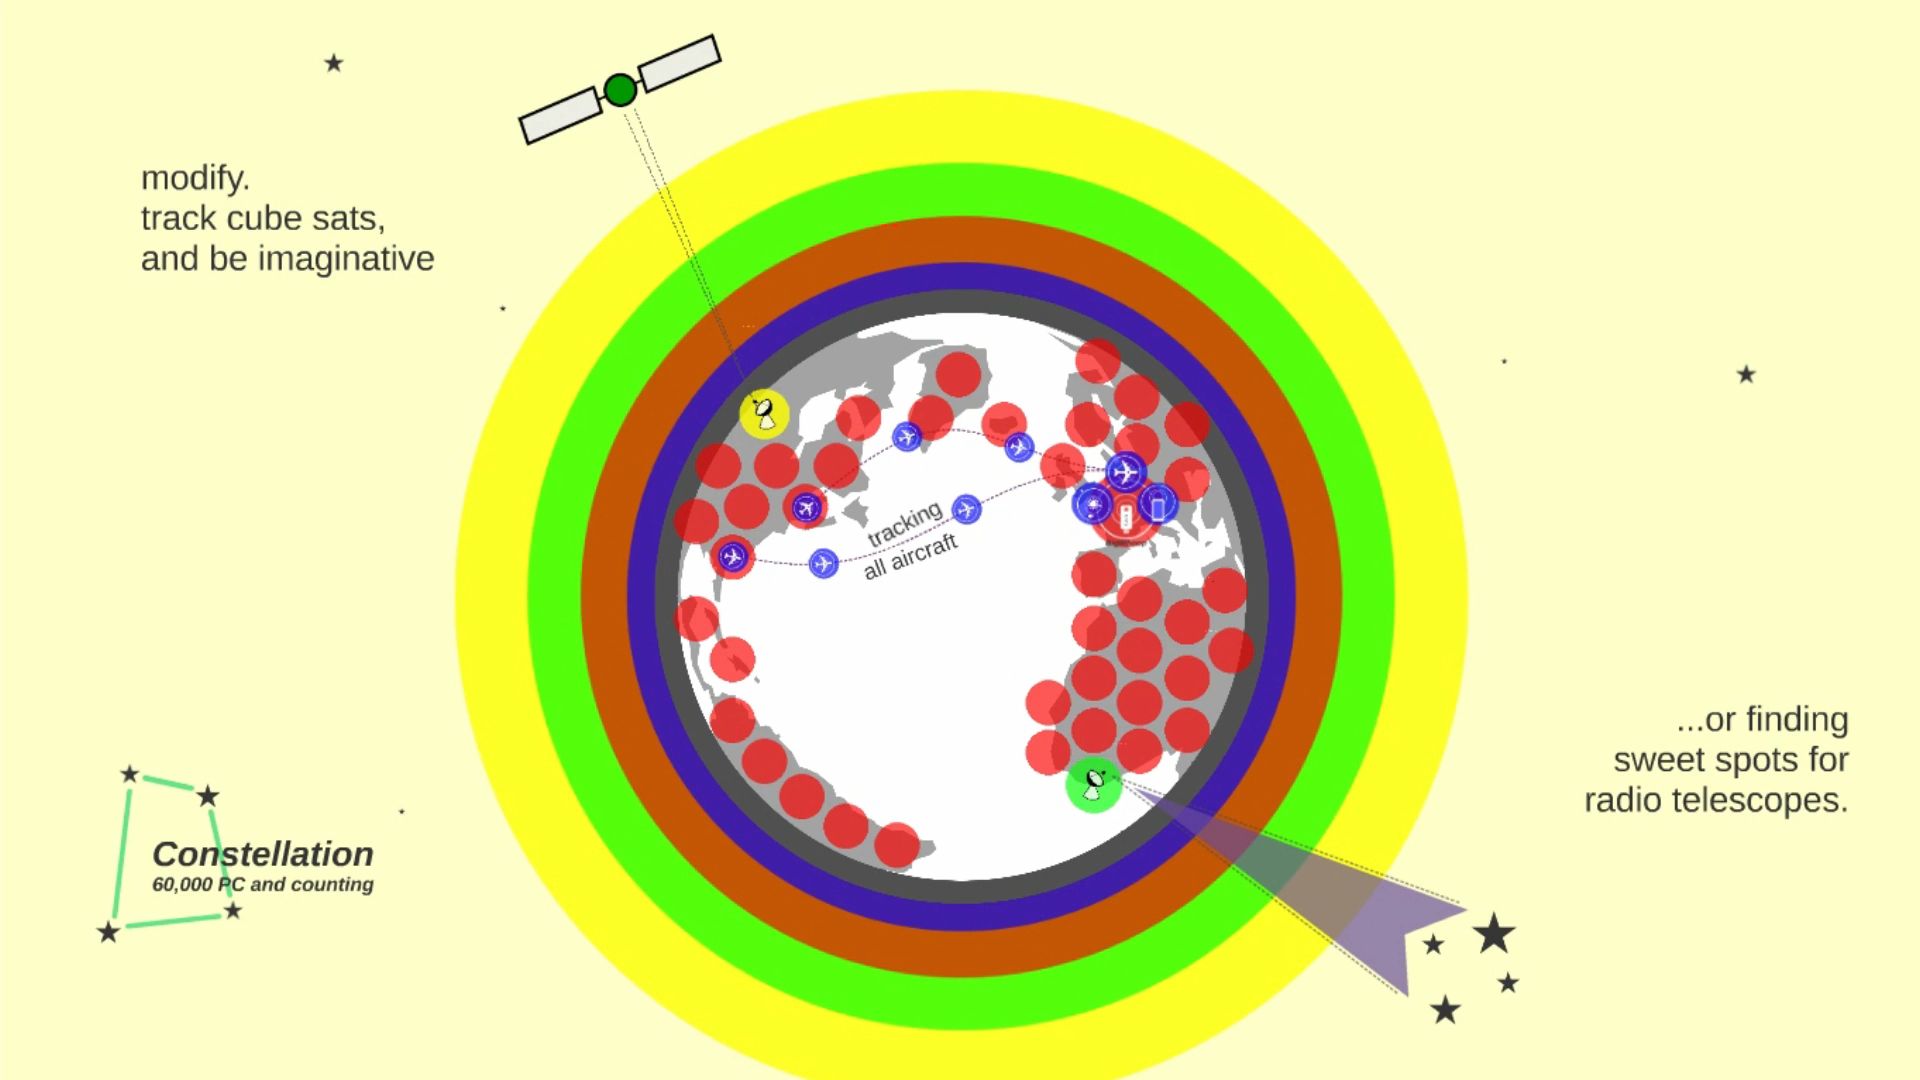 modify.
track cube sats,
and be imaginative
tracking
all aircraft
...or finding
sweet spots for
radio telescopes.
Constellation
60,000 PC and counting